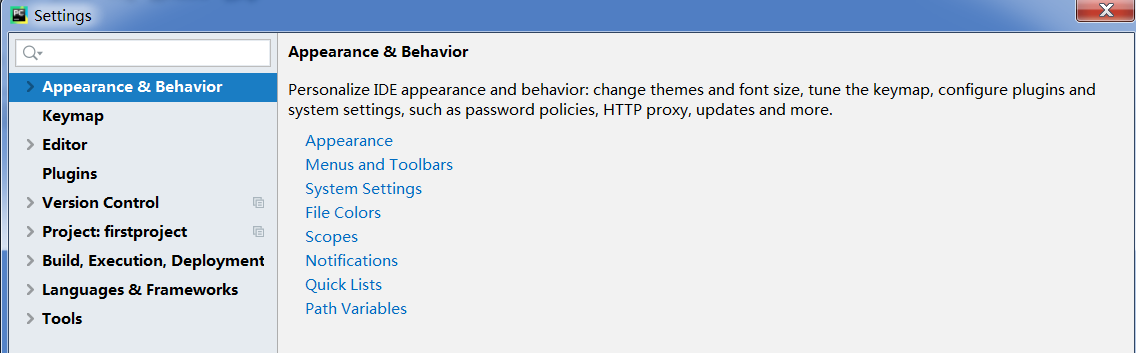 PC
Settings
Appearance & Behavior
Keymap
Editor
Plugins
Version Control
Project: firstproject
Build, Execution, Deployment
Languages & Frameworks
Tools
Appearance & Behavior
Personalize IDE appearance and behavior: change themes and font size, tune the keymap, configure plugins and
system settings, such as password policies, HTTP proxy, updates and more.
Appearance
Menus and Toolbars
System Settings
File Colors
Scopes
Notifications
Quick Lists
Path Variables